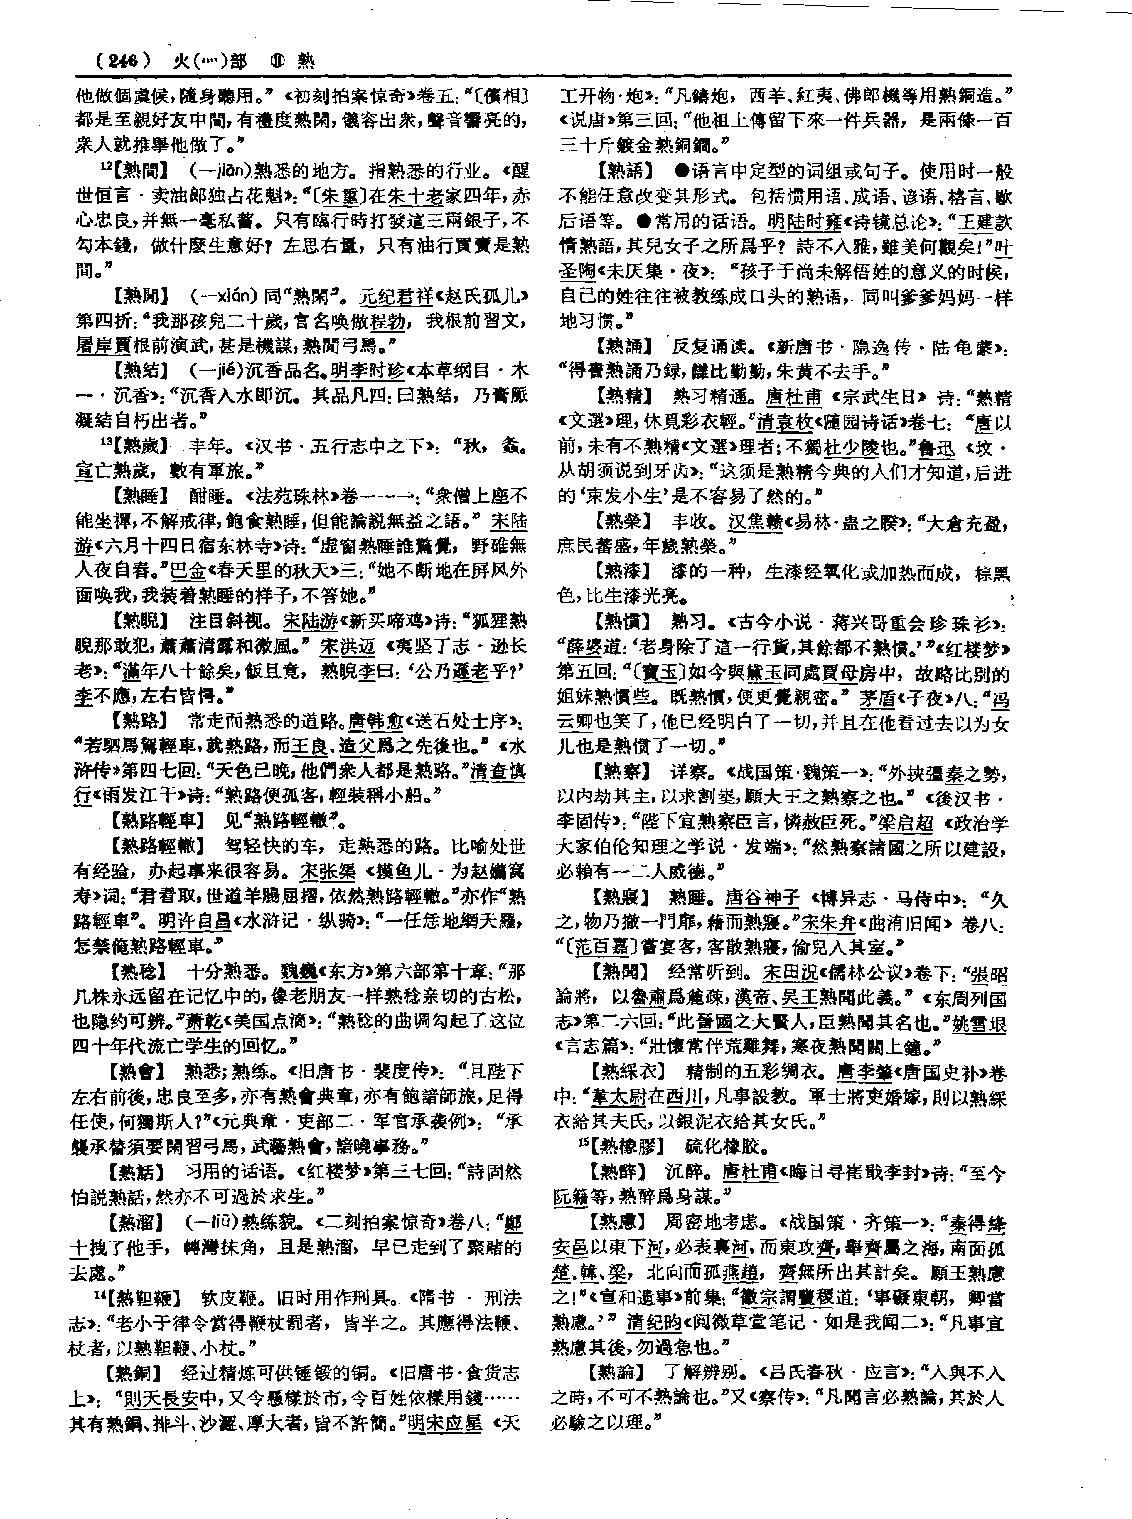 (246) 火(灬)部 ⑪ 熟
他做個虞候,隨身聽用。”《初刻拍案惊奇》卷五:“〔儐相〕
都是至親好友中間,有禮度熟閑,儀容出衆,聲音響亮的,
衆人就推舉他做了。”
12【熟間】 (—jiān)熟悉的地方。指熟悉的行业。《醒
世恒言·卖油郎独占花魁》:“〔朱重〕在朱十老家四年,赤
心忠良,并無一毫私蓄。只有臨行時打發這三兩銀子,不
勾本錢,做什麽生意好?左思右量,只有油行買賣是熟
間。”
【熟閒】 (—xián)同“熟閑”。元纪君祥《赵氏孤儿》
第四折:“我那孩兒二十歲,官名唤做程勃,我根前習文,
屠岸賈根前演武,甚是機謀,熟閒弓馬。”
【熟结】 (—jié)沉香品名。明李时珍《本草纲目·木
一·沉香》:“沉香入水即沉。其品凡四:曰熟結,乃膏脈
凝結自朽出者。”
13【熟歲】 丰年。《汉书·五行志中之下》:“秋,螽。
宣亡熟歲,數有軍旅。”
【熟睡】 酣睡。《法苑珠林》卷一一一:“衆僧上座不
能坐禪,不解戒律,飽食熟睡,但能論説無益之語。”宋陆
游《六月十四日宿东林寺》诗:“虚窗熟睡誰驚覺,野碓無
人夜自舂。”巴金《春天里的秋天》三:“她不断地在屏风外
面唤我,我装着熟睡的样子,不答她。”
【熟睨】 注目斜视。宋陆游《新买啼鸡》诗:“狐貍熟
睨那敢犯,蕭蕭清露和微風。”宋洪迈《夷坚丁志·逊长
老》:“滿年八十餘矣,飯且竟,熟睨李曰:‘公乃遜老乎?’
李不應,左右皆愕。”
【熟路】 常走而熟悉的道路。唐韩愈《送石处士序》:
“若駟馬駕輕車,就熟路,而王良、造父爲之先後也。”《水
浒传》第四七回:“天色已晚,他們衆人都是熟路。”清查慎
行《雨发江干》诗:“熟路便孤客,輕裝稱小船。”
【熟路輕車】 见“熟路輕轍”。
【熟路輕轍】 驾轻快的车,走熟悉的路。比喻处世
有经验,办起事来很容易。宋张榘《摸鱼儿·为赵㯋窝
寿》词:“君看取,世道羊腸屈摺,依然熟路輕轍。”亦作“熟
路輕車”。明许自昌《水浒记·纵骑》:“一任恁地網天羅,
怎禁俺熟路輕車。”
【熟稔】 十分熟悉。魏巍《东方》第六部第十章:“那
几株永远留在记忆中的,像老朋友一样熟稔亲切的古松,
也隐约可辨。”萧乾《美国点滴》:“熟稔的曲调勾起了这位
四十年代流亡学生的回忆。”
【熟會】 熟悉;熟练。《旧唐书·裴度传》:“且陛下
左右前後,忠良至多,亦有熟會典章,亦有飽諳師旅,足得
任使,何獨斯人?”《元典章·吏部二·军官承袭例》:“承
襲承替須要閑習弓馬,武藝熟會,諳曉事務。”
【熟話】 习用的话语。《红楼梦》第三七回:“詩固然
怕説熟話,然亦不可過於求生。”
【熟溜】 (—liū)熟练貌。《二刻拍案惊奇》卷八:“鄭
十拽了他手,轉灣抹角,且是熟溜,早已走到了聚賭的
去處。”
14【熟靼鞭】 软皮鞭。旧时用作刑具。《隋书·刑法
志》:“老小于律令當得鞭杖罰者,皆半之。其應得法鞭、
杖者,以熟靼鞭、小杖。”
【熟銅】 经过精炼可供锤锻的铜。《旧唐书·食货志
上》:“則天長安中,又令懸樣於市,令百姓依樣用錢……
其有熟銅、排斗、沙澀、厚大者,皆不許簡。”明宋应星《天
工开物·炮》:“凡鑄炮,西羊、紅夷、佛郎機等用熟銅造。”
《说唐》第三回:“他祖上傳留下來一件兵器,是兩條一百
三十斤鍍金熟銅鐧。”
【熟語】 ●语言中定型的词组或句子。使用时一般
不能任意改变其形式。包括惯用语、成语、谚语、格言、歇
后语等。●常用的话语。明陆时雍《诗镜总论》:“王建款
情熟語,其兒女子之所爲乎?詩不入雅,雖美何觀矣!”叶
圣陶《未厌集·夜》:“孩子于尚未解悟姓的意义的时候,
自己的姓往往被教练成口头的熟语,同叫爹爹妈妈一样
地习惯。”
【熟誦】 反复诵读。《新唐书·隐逸传·陆龟蒙》:
“得書熟誦乃録,讎比勤勤,朱黄不去手。”
【熟精】 熟习精通。唐杜甫《宗武生日》诗:“熟精
《文選》理,休覓彩衣輕。”清袁枚《随园诗话》卷七:“唐以
前,未有不熟精《文選》理者;不獨杜少陵也。”鲁迅《坟·
从胡须说到牙齿》:“这须是熟精今典的人们才知道,后进
的‘束发小生’是不容易了然的。”
【熟榮】 丰收。汉焦赣《易林·蛊之睽》:“大倉充盈,
庶民蕃盛,年歲熟榮。”
【熟漆】 漆的一种,生漆经氧化或加热而成,棕黑
色,比生漆光亮。
【熟慣】 熟习。《古今小说·蒋兴哥重会珍珠衫》:
“薛婆道:‘老身除了這一行貨,其餘都不熟慣。’”《红楼梦》
第五回:“〔寶玉〕如今與黛玉同處賈母房中,故略比别的
姐妹熟慣些。既熟慣,便更覺親密。”茅盾《子夜》八:“冯
云卿也笑了,他已经明白了一切,并且在他看过去以为女
儿也是熟惯了一切。”
【熟察】 详察。《战国策·魏策一》:“外挾彊秦之勢,
以内劫其主,以求割墬,願大王之熟察之也。”《後汉书·
李固传》:“陛下宜熟察臣言,憐赦臣死。”梁启超《政治学
大家伯伦知理之学说·发端》:“然熟察諸國之所以建設,
必賴有一二人威德。”
【熟寢】 熟睡。唐谷神子《博异志·马侍中》:“久
之,物乃撤一門扉,藉而熟寢。”宋朱弁《曲洧旧闻》卷八:
“〔范百嘉〕嘗宴客,客散熟寢,偷兒入其室。”
【熟聞】 经常听到。宋田況《儒林公议》卷下:“張昭
論將,以魯肅爲麄疎,漢帝、吴王熟聞此義。”《东周列国
志》第二六回:“此晉國之大賢人,臣熟聞其名也。”姚雪垠
《言志篇》:“壯懷常伴荒雞舞,寒夜熟聞關上鐘。”
【熟綵衣】 精制的五彩绸衣。唐李肇《唐国史补》卷
中:“韋太尉在西川,凡事設教。軍士將吏婚嫁,則以熟綵
衣給其夫氏,以銀泥衣給其女氏。”
15【熟橡膠】 硫化橡胶。
【熟醉】 沉醉。唐杜甫《晦日寻崔戢李封》诗:“至今
阮籍等,熟醉爲身謀。”
【熟慮】 周密地考虑。《战国策·齐策一》:“秦得絳
安邑以東下河,必表裏河,而東攻齊,舉齊屬之海,南面孤
楚、韓、梁,北向而孤燕趙,齊無所出其計矣。願王熟慮
之!”《宣和遗事》前集:“徽宗謂豐稷道:‘事礙東朝,卿當
熟慮。’”清纪昀《阅微草堂笔记·如是我闻二》:“凡事宜
熟慮其後,勿過急也。”
【熟論】 了解辨别。《吕氏春秋·应言》:“入與不入
之時,不可不熟論也。”又《察传》:“凡聞言必熟論,其於人
必驗之以理。”